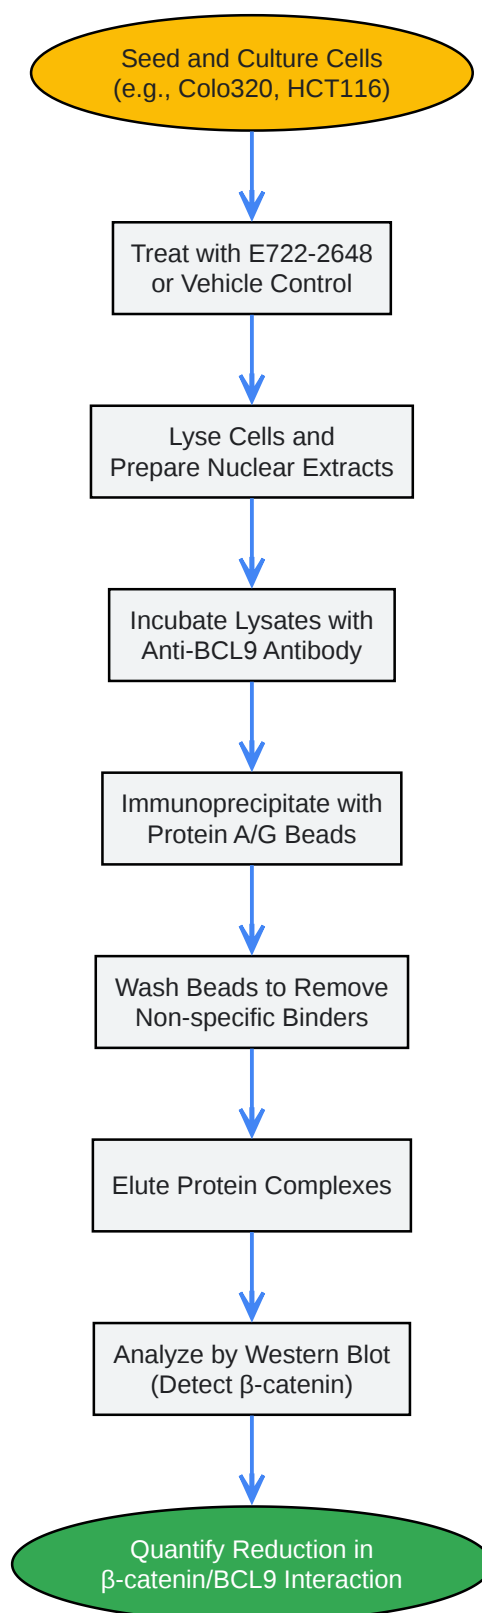 Seed and Culture Cells
(e.g., Colo320, HCT116)
Treat with E722-2648
or Vehicle Control
Lyse Cells and
Prepare Nuclear Extracts
Incubate Lysates with
Anti-BCL9 Antibody
Immunoprecipitate with
Protein A/G Beads
Wash Beads to Remove
Non-specific Binders
Elute Protein Complexes
Analyze by Western Blot
(Detect β-catenin)
Quantify Reduction in
β-catenin/BCL9 Interaction